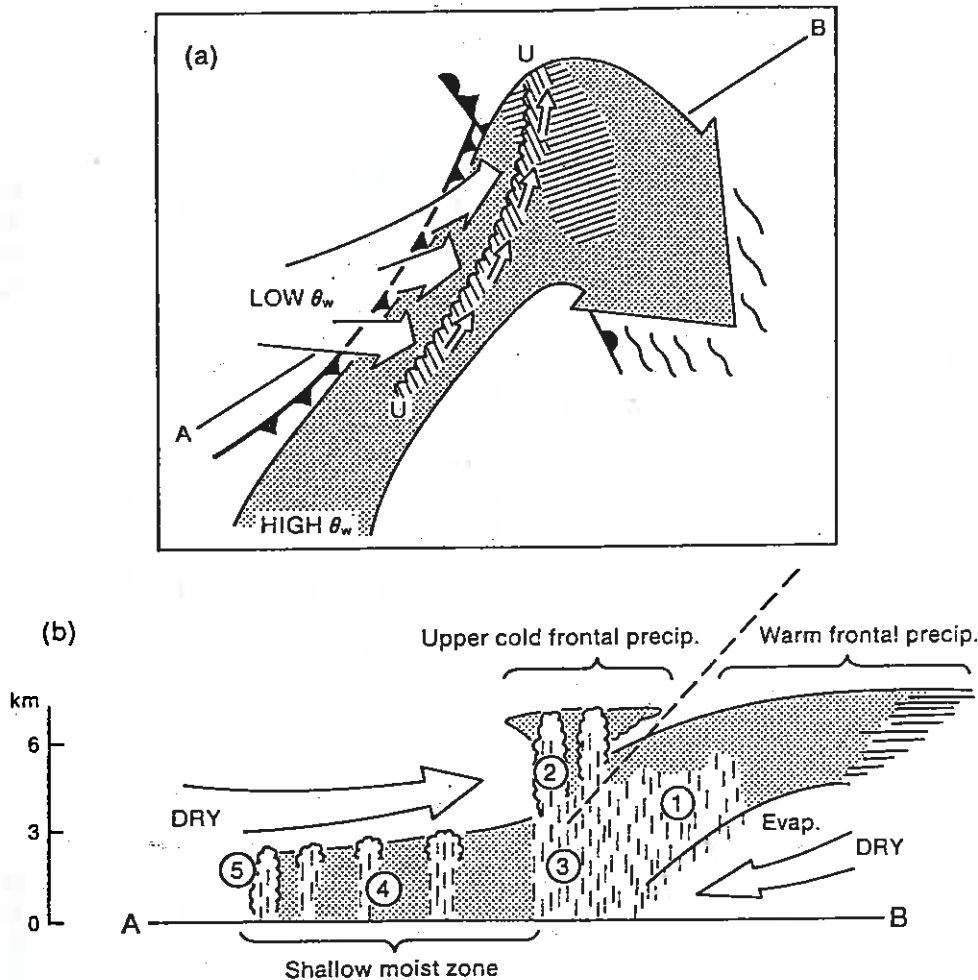 (a)
U
B
LOW θw
A
U
HIGH θw
(b)
Upper cold frontal precip.
Warm frontal precip.
km
6
3
0
DRY
2
1
Evap.
DRY
5
4
3
A
B
Shallow moist zone